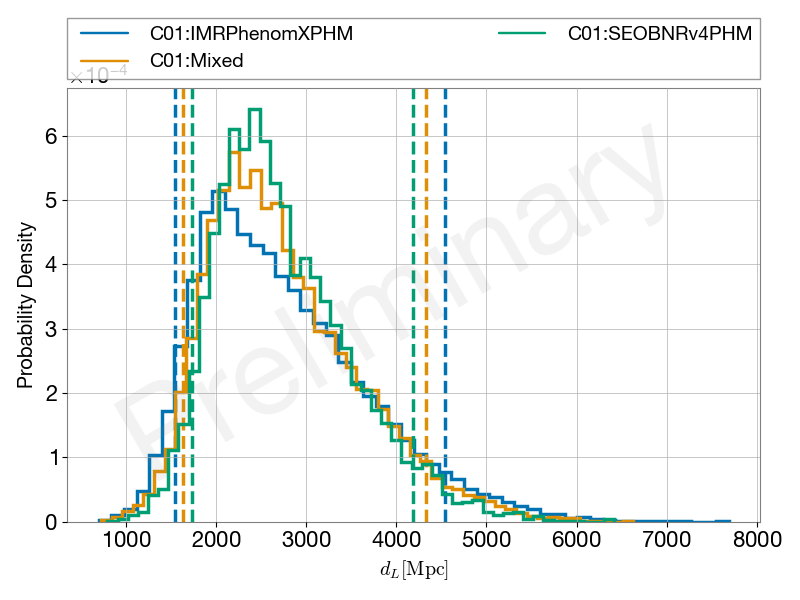 C01:IMRPhenomXPHM
C01:SEOBNRv4PHM
C01:Mixed
×10⁻⁴
6
5
4
3
2
1
0
Probability Density
Preliminary
1000 2000 3000 4000 5000 6000 7000 8000
d_L[Mpc]